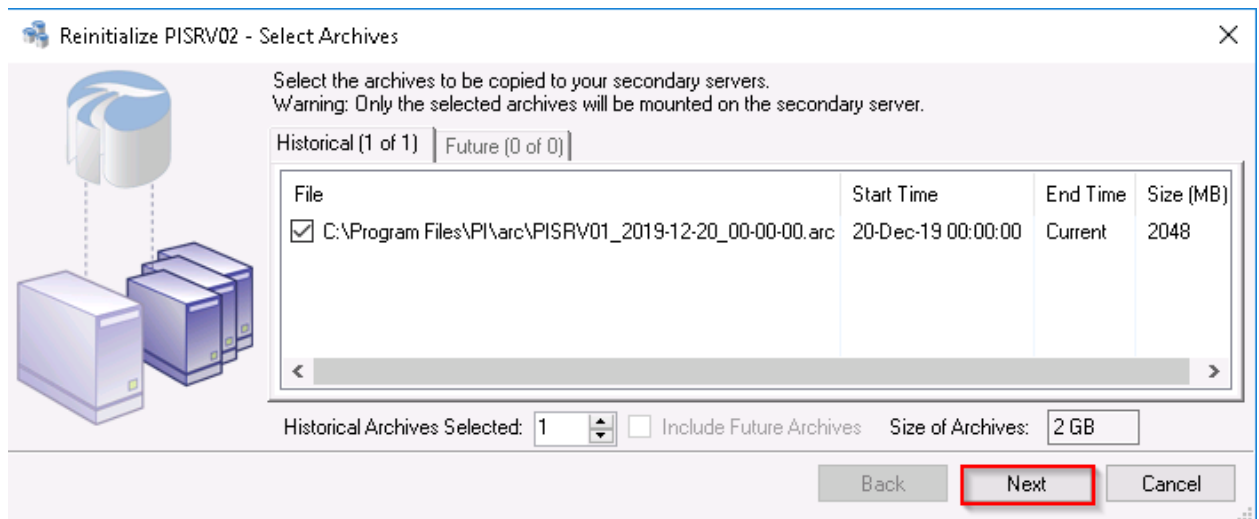 Reinitialize PISRV02 - Select Archives
Select the archives to be copied to your secondary servers.
Warning: Only the selected archives will be mounted on the secondary server.
Historical (1 of 1) Future (0 of 0)
File Start Time End Time Size (MB)
C:\Program Files\PI\arc\PISRV01_2019-12-20_00-00-00.arc 20-Dec-19 00:00:00 Current 2048
Historical Archives Selected: 1 Include Future Archives Size of Archives: 2 GB
Back Next Cancel